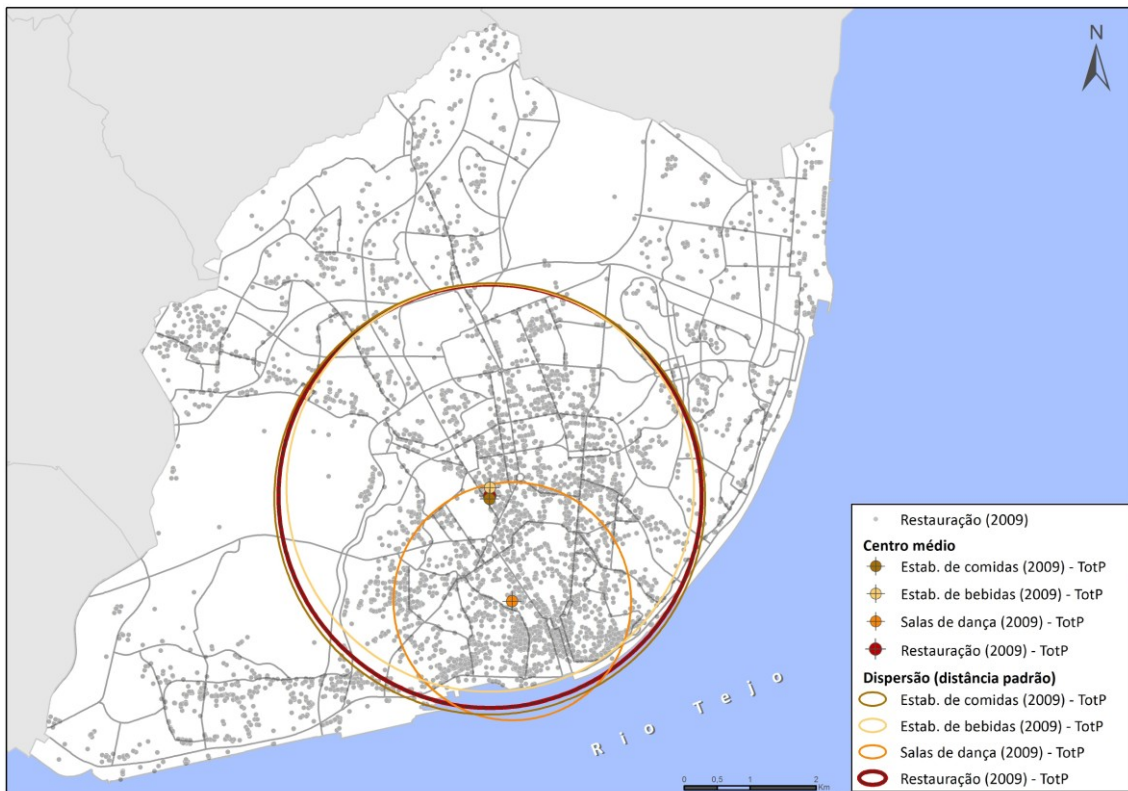 N
Restauração (2009)
Centro médio
Estab. de comidas (2009) - TotP
Estab. de bebidas (2009) - TotP
Salas de dança (2009) - TotP
Restauração (2009) - TotP
Dispersão (distância padrão)
Estab. de comidas (2009) - TotP
Estab. de bebidas (2009) - TotP
Salas de dança (2009) - TotP
Restauração (2009) - TotP
Rio Tejo
0 0,5 1 2
Km